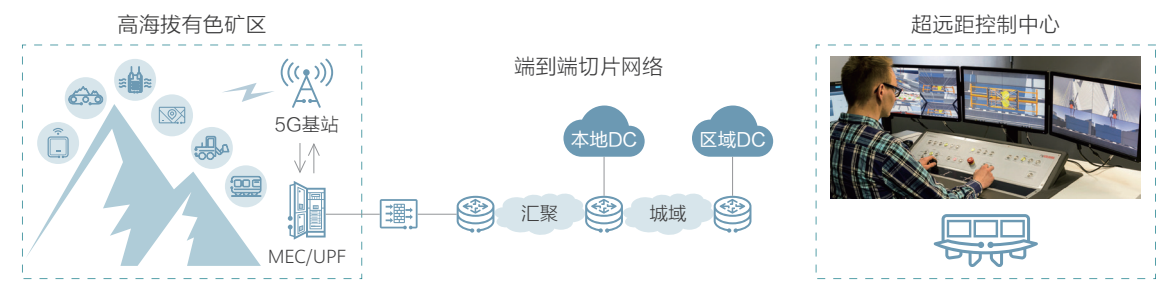 高海拔有色矿区
端到端切片网络
超远距控制中心
5G基站
本地DC
区域DC
汇聚
城域
MEC/UPF